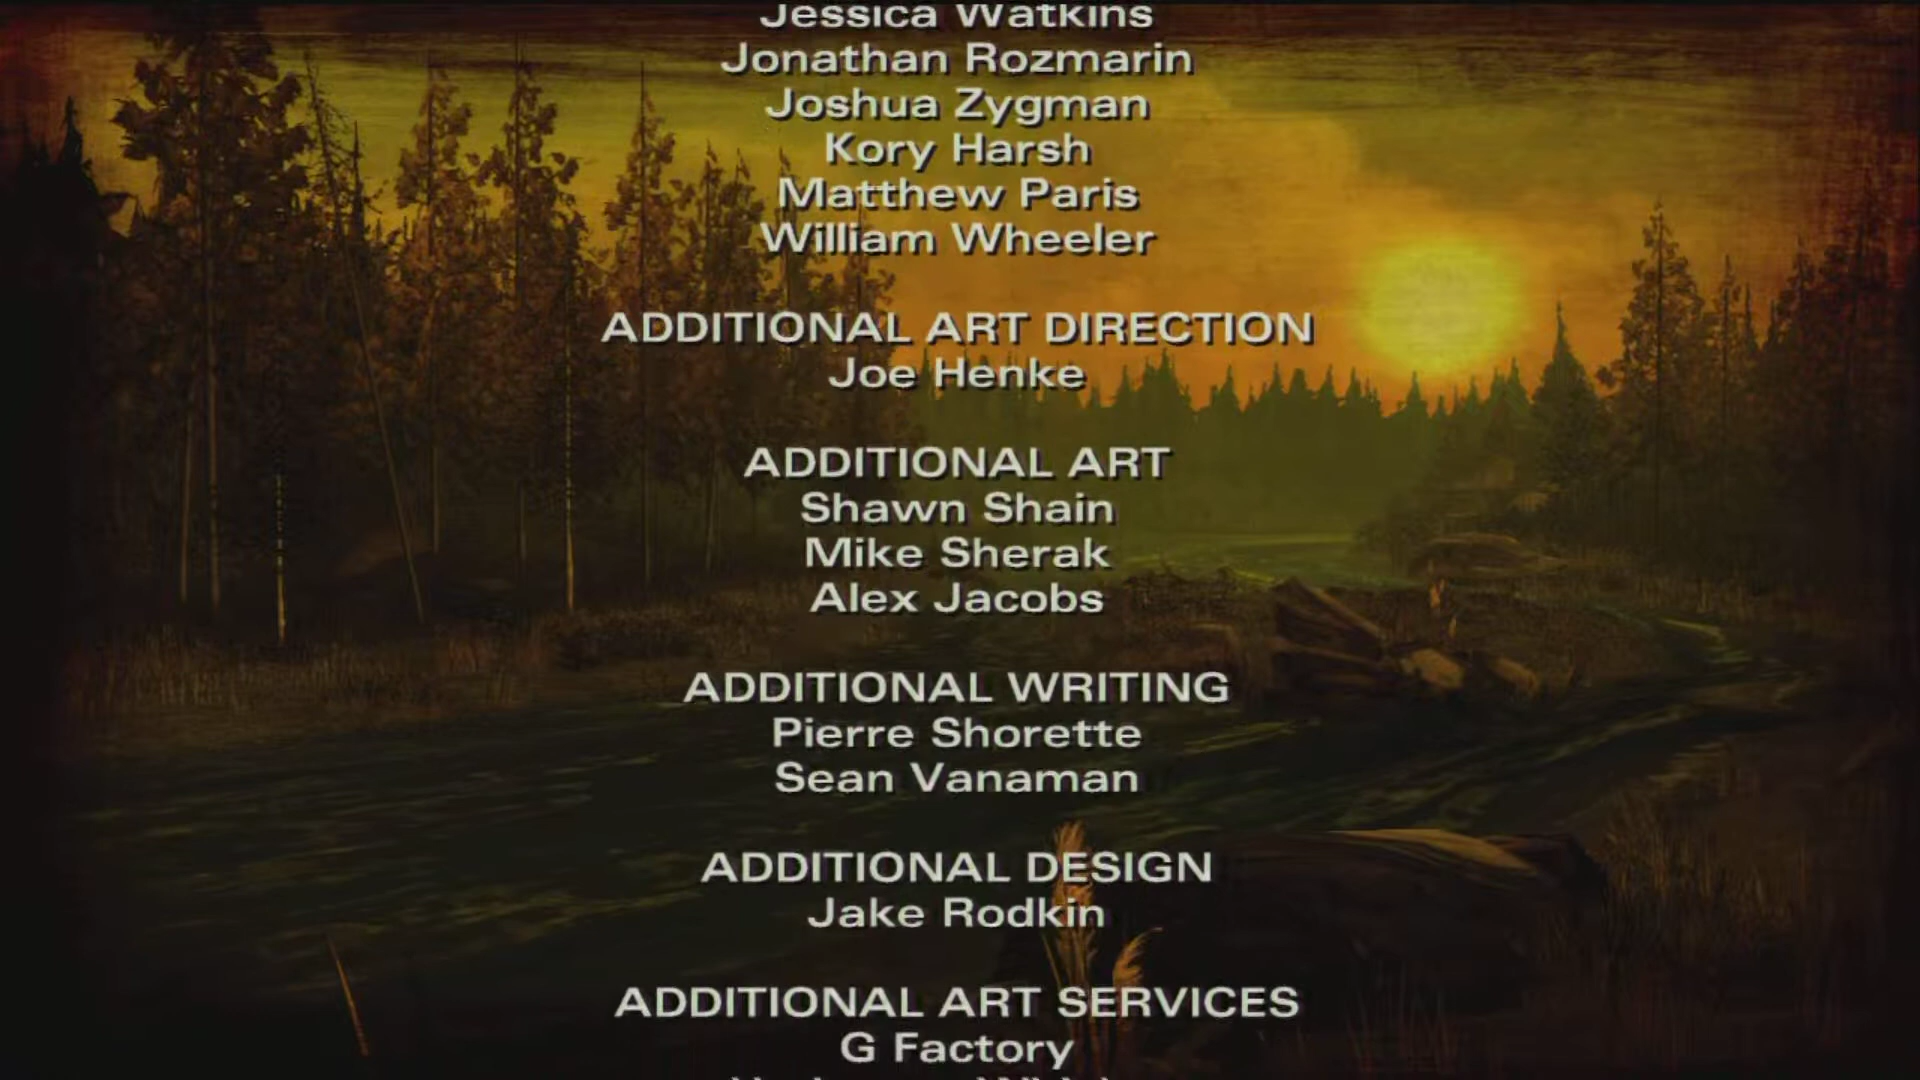 Jessica Watkins
Jonathan Rozmarin
Joshua Zygman
Kory Harsh
Matthew Paris
William Wheeler
ADDITIONAL ART DIRECTION
Joe Henke
ADDITIONAL ART
Shawn Shain
Mike Sherak
Alex Jacobs
ADDITIONAL WRITING
Pierre Shorette
Sean Vanaman
ADDITIONAL DESIGN
Jake Rodkin
ADDITIONAL ART SERVICES
G Factory